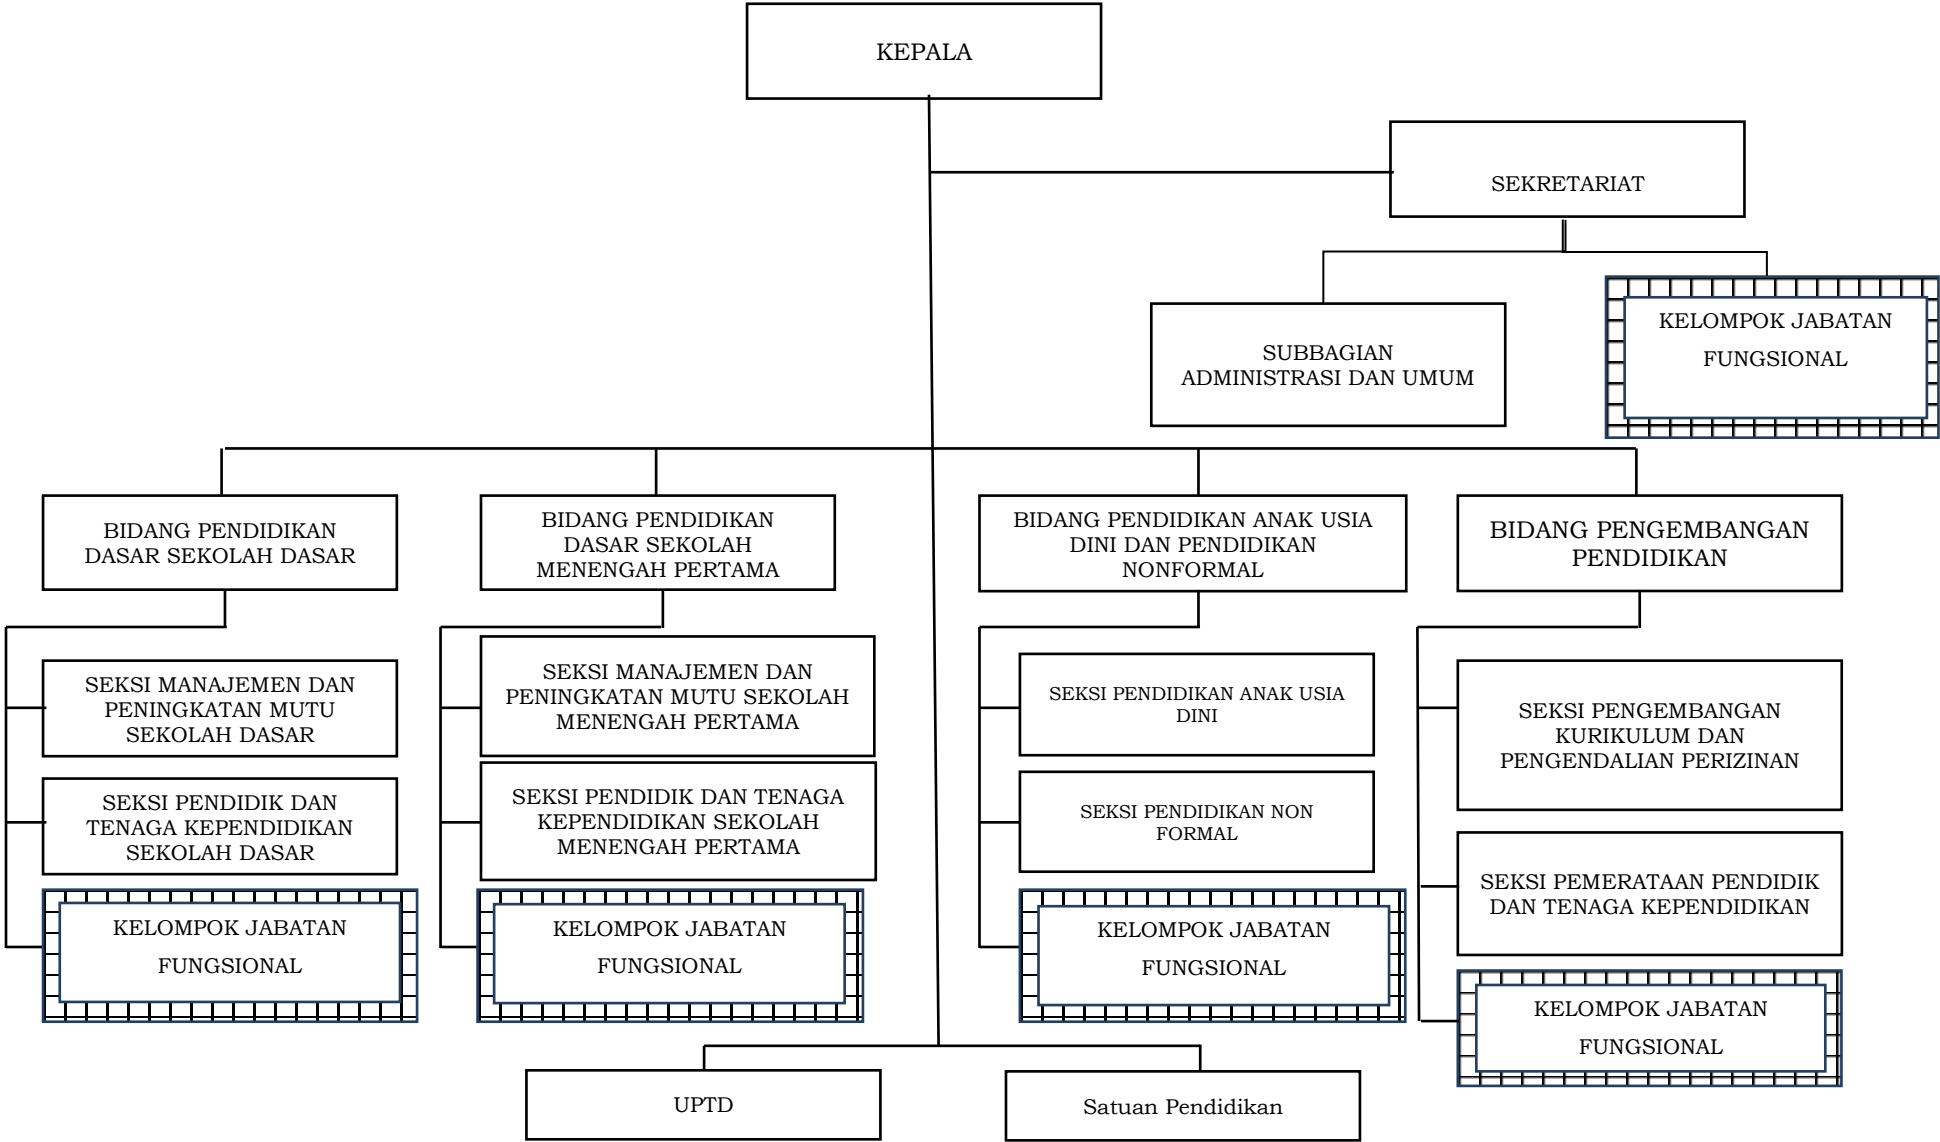 KEPALA
SEKRETARIAT
SUBBAGIAN
ADMINISTRASI DAN UMUM
KELOMPOK JABATAN
FUNGSIONAL
BIDANG PENDIDIKAN
DASAR SEKOLAH DASAR
BIDANG PENDIDIKAN
DASAR SEKOLAH
MENENGAH PERTAMA
BIDANG PENDIDIKAN ANAK USIA
DINI DAN PENDIDIKAN
NONFORMAL
BIDANG PENGEMBANGAN
PENDIDIKAN
SEKSI MANAJEMEN DAN
PENINGKATAN MUTU
SEKOLAH DASAR
SEKSI PENDIDIK DAN
TENAGA KEPENDIDIKAN
SEKOLAH DASAR
KELOMPOK JABATAN
FUNGSIONAL
SEKSI MANAJEMEN DAN
PENINGKATAN MUTU SEKOLAH
MENENGAH PERTAMA
SEKSI PENDIDIK DAN TENAGA
KEPENDIDIKAN SEKOLAH
MENENGAH PERTAMA
KELOMPOK JABATAN
FUNGSIONAL
SEKSI PENDIDIKAN ANAK USIA
DINI
SEKSI PENDIDIKAN NON
FORMAL
KELOMPOK JABATAN
FUNGSIONAL
SEKSI PENGEMBANGAN
KURIKULUM DAN
PENGENDALIAN PERIZINAN
SEKSI PEMERATAAN PENDIDIK
DAN TENAGA KEPENDIDIKAN
KELOMPOK JABATAN
FUNGSIONAL
UPTD
Satuan Pendidikan